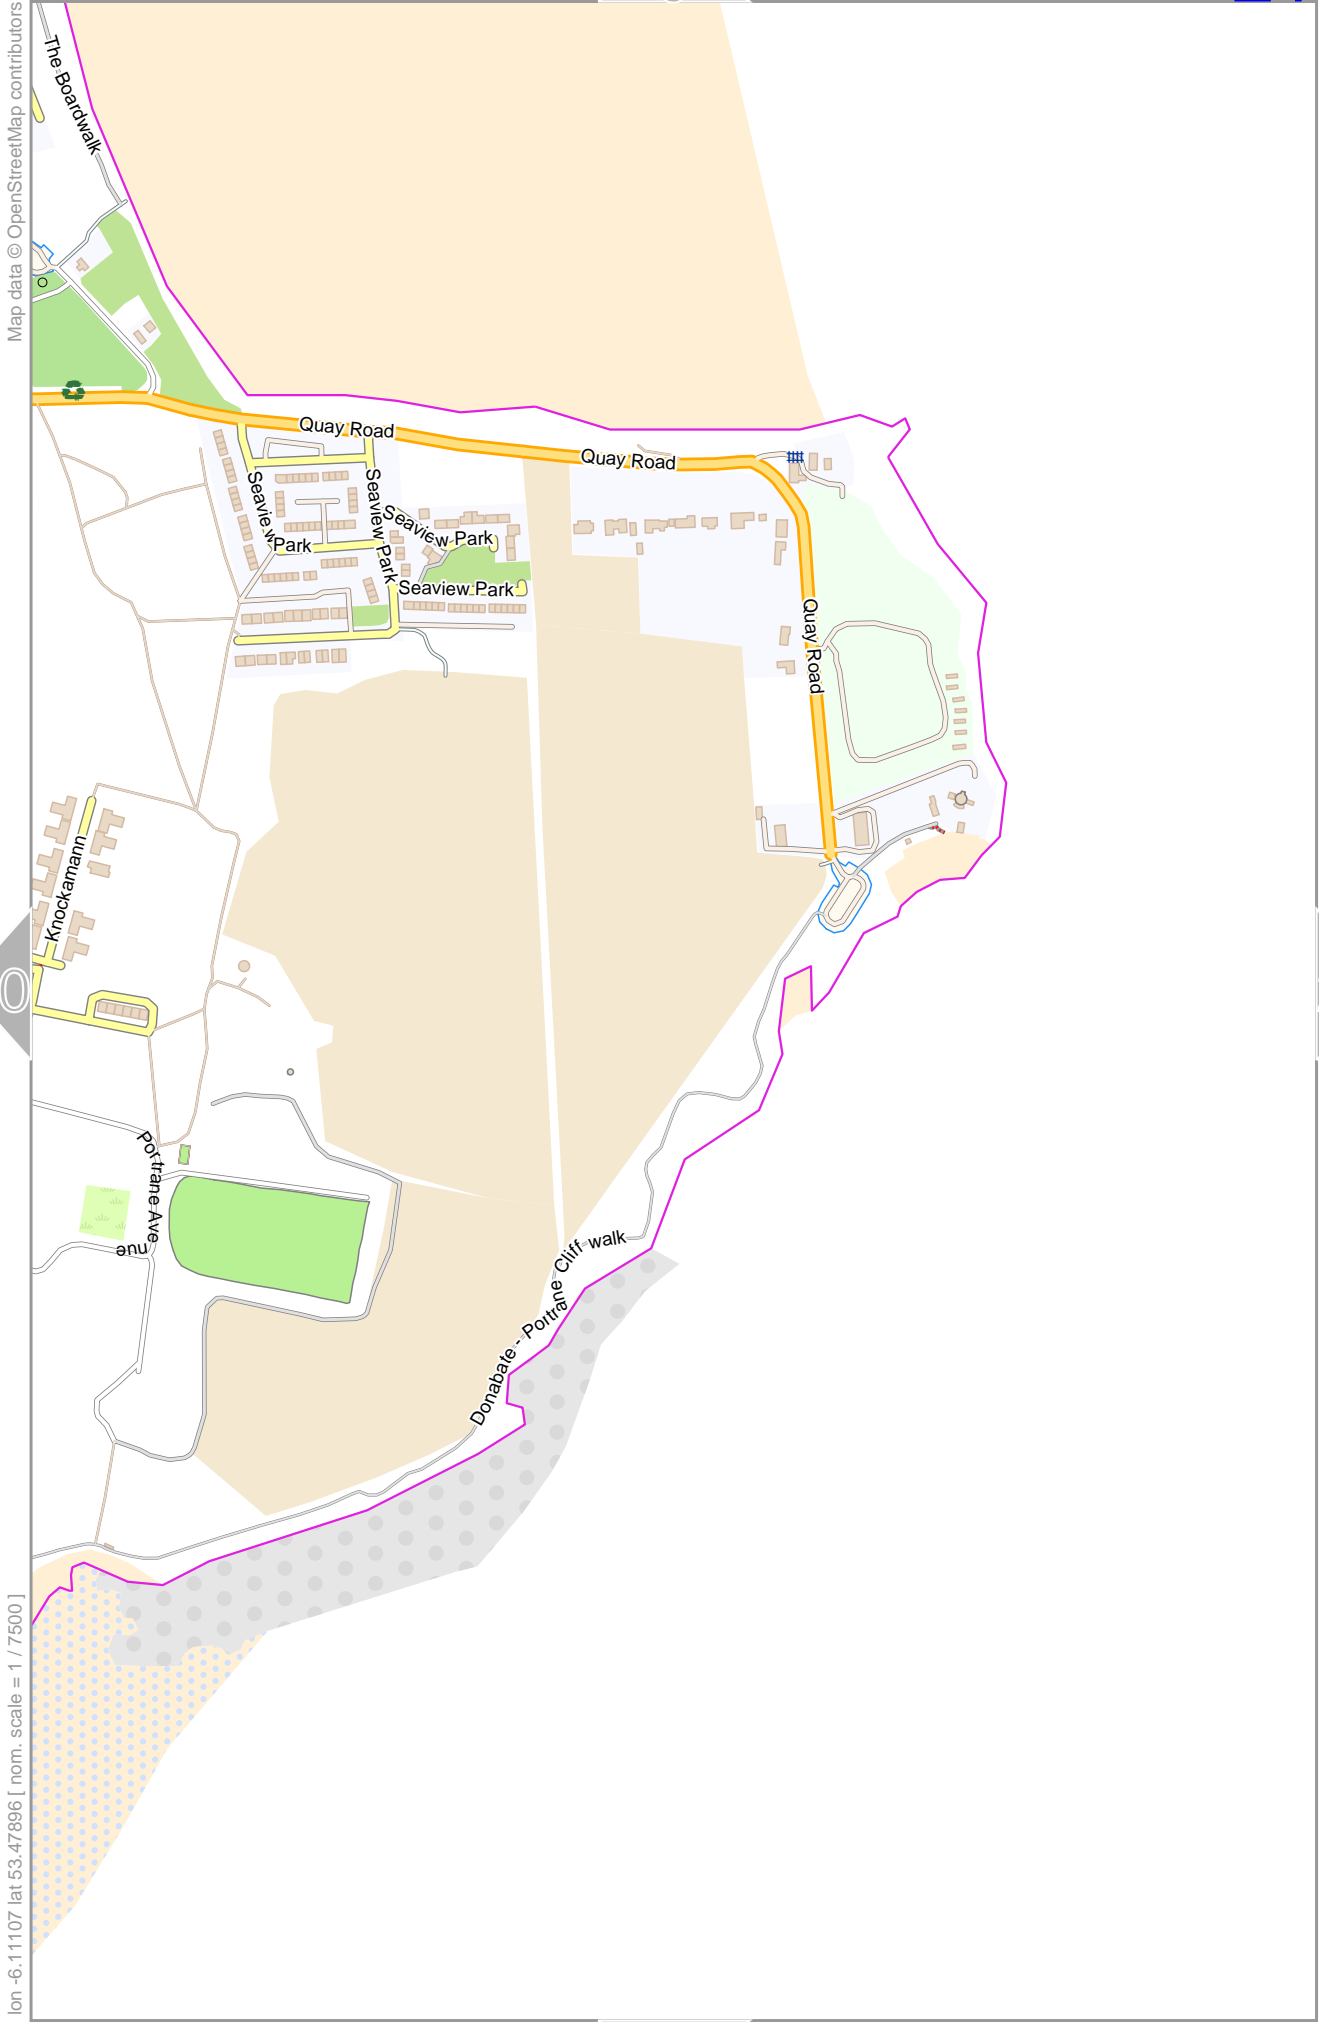 Map data © OpenStreetMap contributors
The Boardwalk
Quay Road
Quay Road
Seaview Park
Seaview Park
Seaview Park
Seaview Park
Quay Road
Knockamann
0
Portrane Avenue
Donabate - Portrane Cliff walk
lon -6.11107 lat 53.47896 [ nom. scale = 1 / 7500 ]